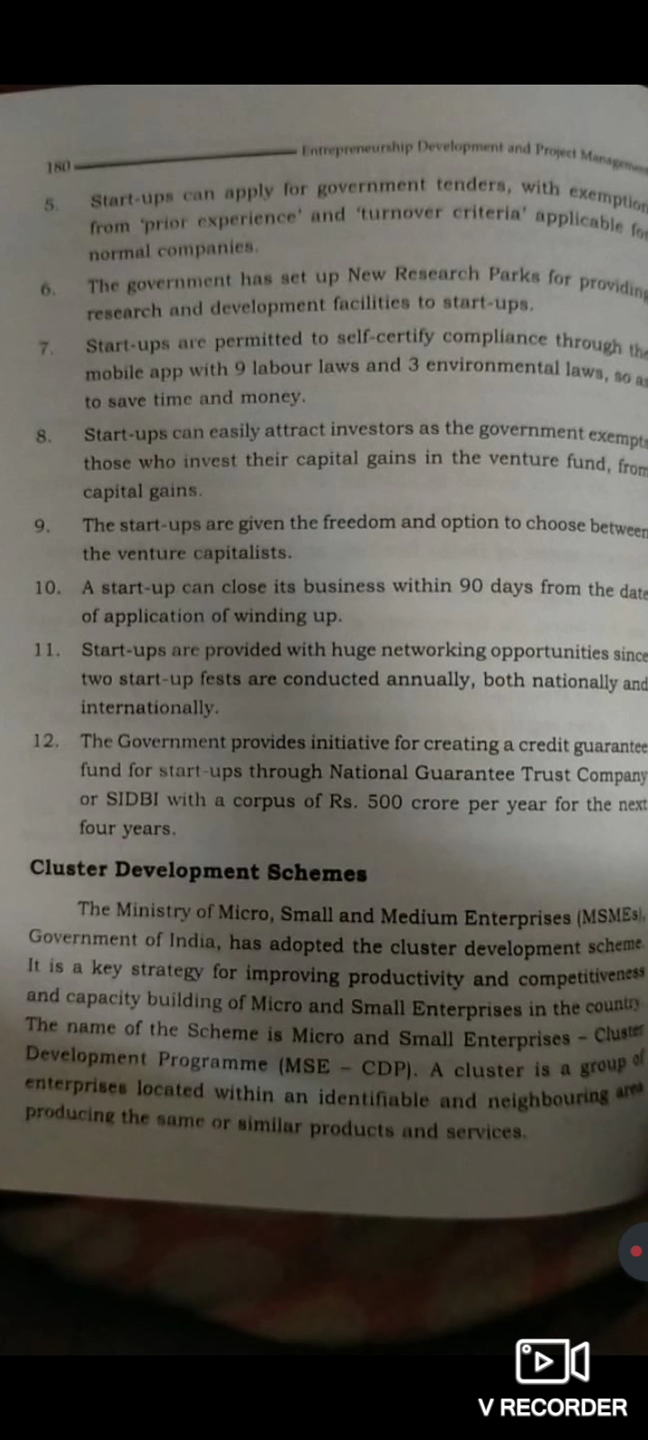 180
Entrepreneurship Development and Project Managemen
5. Start-ups can apply for government tenders, with exemption
from 'prior experience' and 'turnover criteria' applicable for
normal companies.
6. The government has set up New Research Parks for providing
research and development facilities to start-ups.
7. Start-ups are permitted to self-certify compliance through the
mobile app with 9 labour laws and 3 environmental laws, so as
to save time and money.
8. Start-ups can easily attract investors as the government exempts
those who invest their capital gains in the venture fund, from
capital gains.
9. The start-ups are given the freedom and option to choose between
the venture capitalists.
10. A start-up can close its business within 90 days from the date
of application of winding up.
11. Start-ups are provided with huge networking opportunities since
two start-up fests are conducted annually, both nationally and
internationally.
12. The Government provides initiative for creating a credit guarantee
fund for start-ups through National Guarantee Trust Company
or SIDBI with a corpus of Rs. 500 crore per year for the next
four years.
Cluster Development Schemes
The Ministry of Micro, Small and Medium Enterprises (MSMEs),
Government of India, has adopted the cluster development scheme.
It is a key strategy for improving productivity and competitiveness
and capacity building of Micro and Small Enterprises in the country.
The name of the Scheme is Micro and Small Enterprises – Cluster
Development Programme (MSE – CDP). A cluster is a group of
enterprises located within an identifiable and neighbouring area
producing the same or similar products and services.
V RECORDER